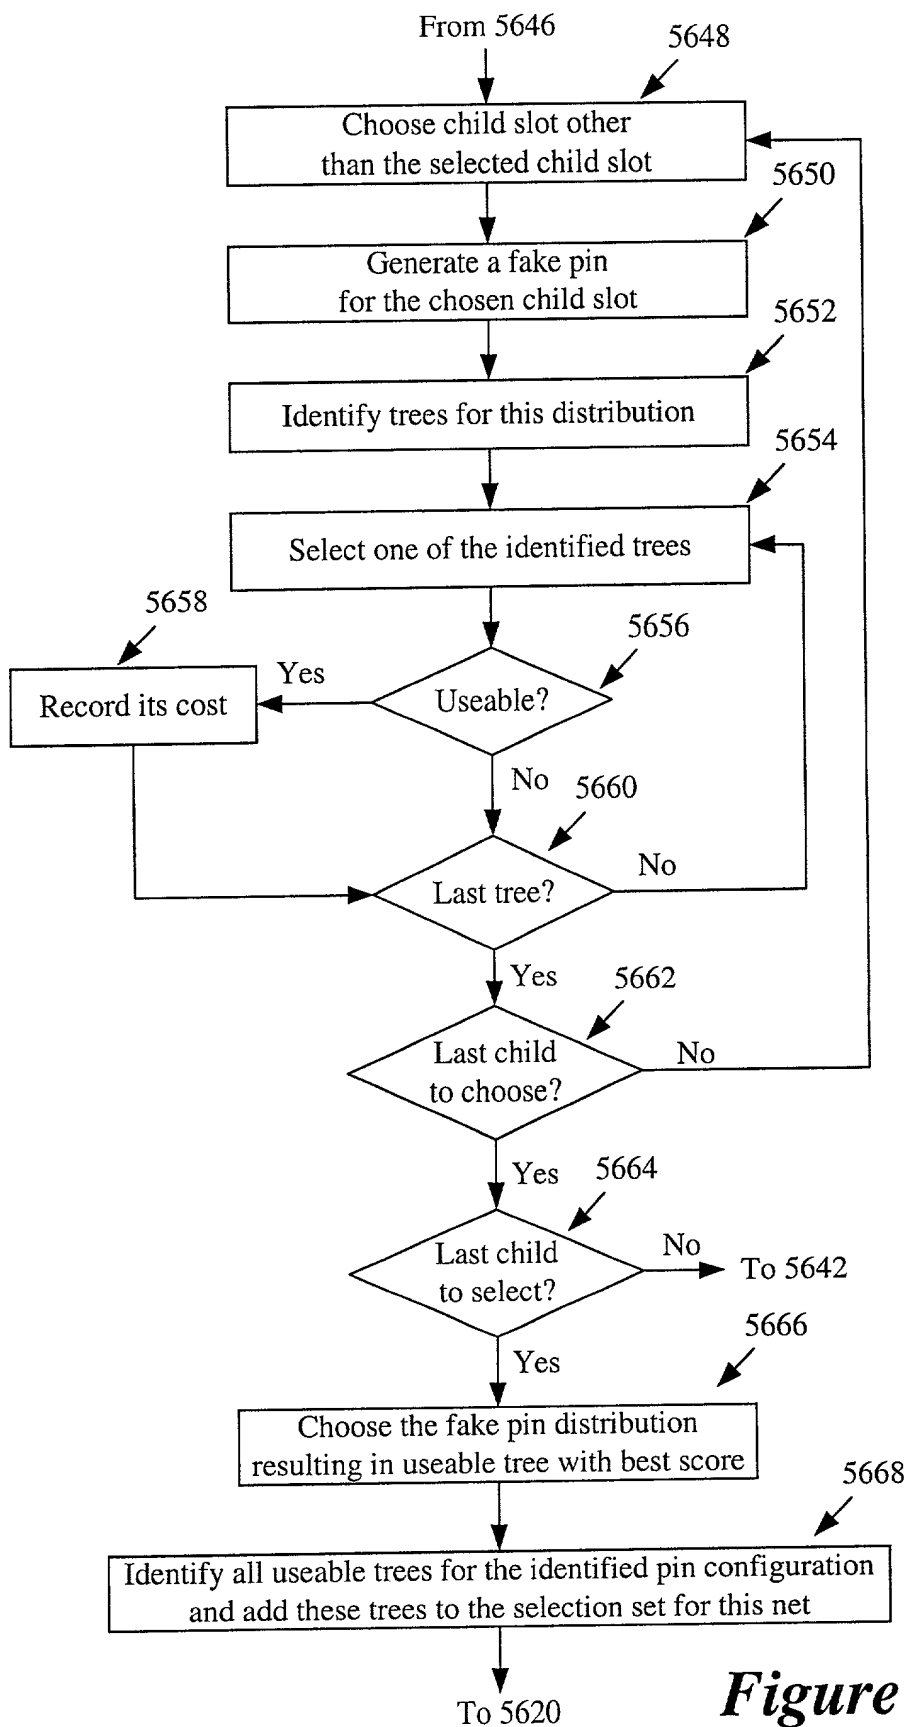 From 5646
5648
Choose child slot other
than the selected child slot
5650
Generate a fake pin
for the chosen child slot
5652
Identify trees for this distribution
5654
Select one of the identified trees
5658
5656
Yes
Useable?
Record its cost
No
5660
Last tree?
No
Yes
5662
Last child
to choose?
No
Yes
5664
Last child
to select?
No
To 5642
5666
Yes
Choose the fake pin distribution
resulting in useable tree with best score
5668
Identify all useable trees for the identified pin configuration
and add these trees to the selection set for this net
To 5620
Figure